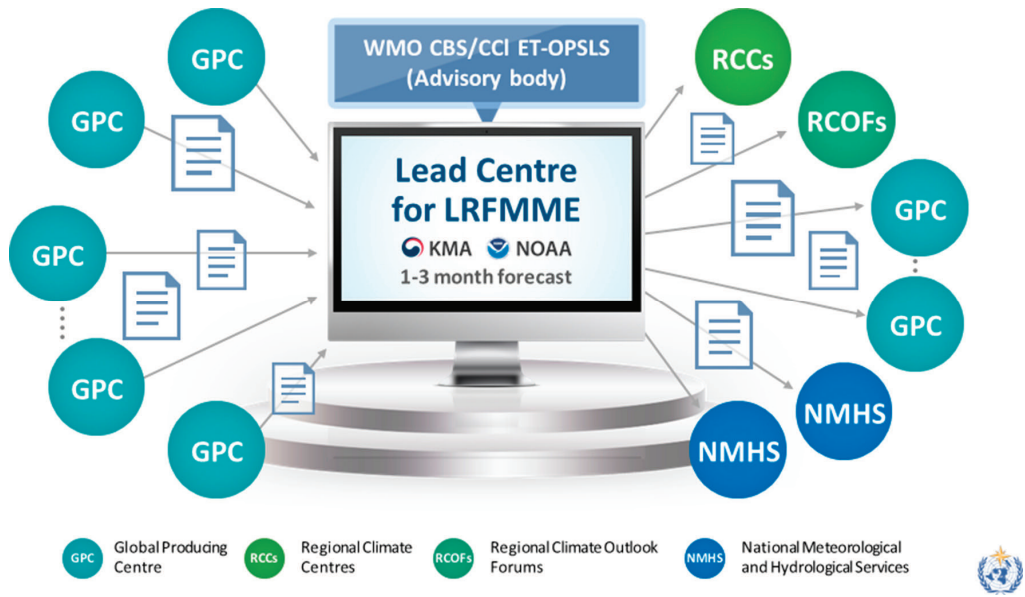 GPC
GPC
GPC
GPC
GPC
WMO CBS/CCl ET-OPSLS
(Advisory body)
Lead Centre
for LRFMME
KMA NOAA
1-3 month forecast
RCCs
RCOFs
GPC
GPC
NMHS
NMHS
GPC Global Producing
Centre
RCCs Regional Climate
Centres
RCOFs Regional Climate Outlook
Forums
NMHS National Meteorological
and Hydrological Services